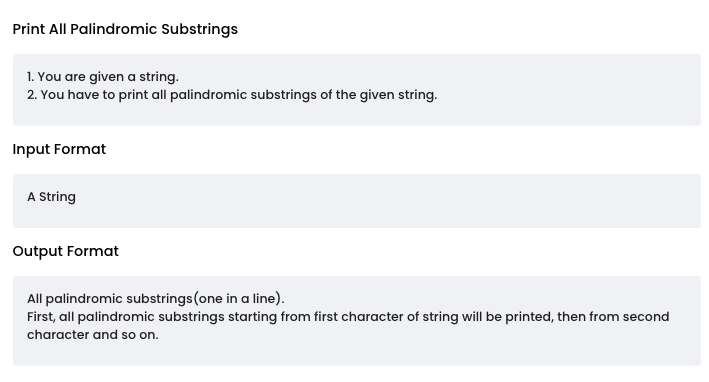 Print All Palindromic Substrings
1. You are given a string.
2. You have to print all palindromic substrings of the given string.
Input Format
A String
Output Format
All palindromic substrings(one in a line).
First, all palindromic substrings starting from first character of string will be printed, then from second
character and so on.